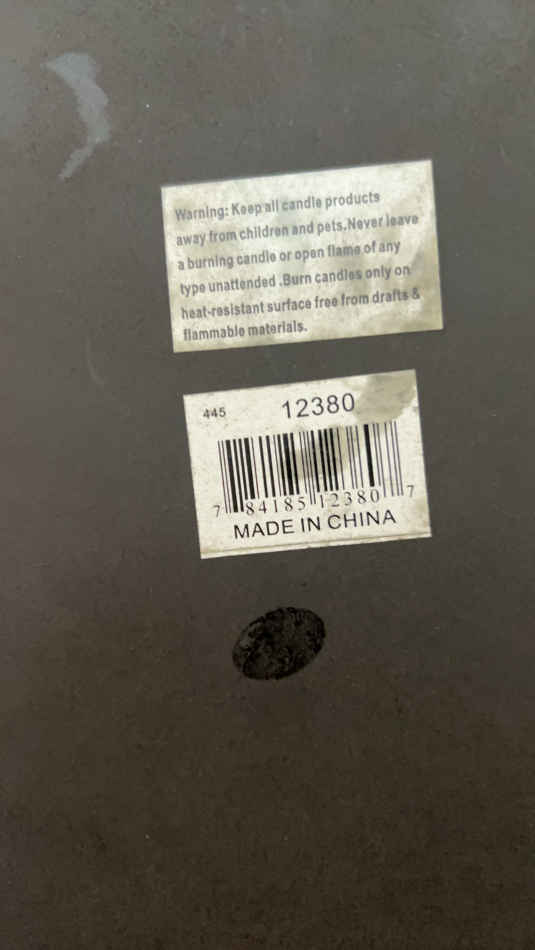 Warning: Keep all candle products
away from children and pets.Never leave
a burning candle or open flame of any
type unattended .Burn candles only on
heat-resistant surface free from drafts &
flammable materials.
445 12380
7 84185 12380 7
MADE IN CHINA